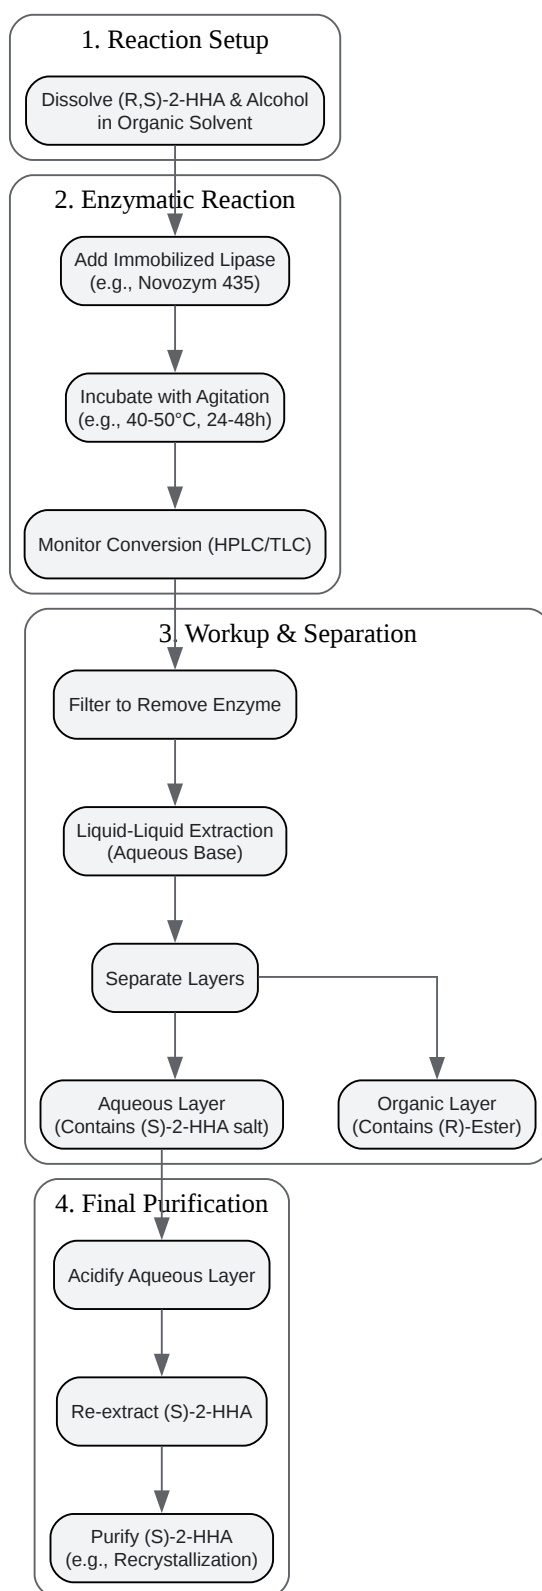 1. Reaction Setup
Dissolve (R,S)-2-HHA & Alcohol
in Organic Solvent
2. Enzymatic Reaction
Add Immobilized Lipase
(e.g., Novozym 435)
Incubate with Agitation
(e.g., 40-50°C, 24-48h)
Monitor Conversion (HPLC/TLC)
3. Workup & Separation
Filter to Remove Enzyme
Liquid-Liquid Extraction
(Aqueous Base)
Separate Layers
Aqueous Layer
(Contains (S)-2-HHA salt)
Organic Layer
(Contains (R)-Ester)
4. Final Purification
Acidify Aqueous Layer
Re-extract (S)-2-HHA
Purify (S)-2-HHA
(e.g., Recrystallization)